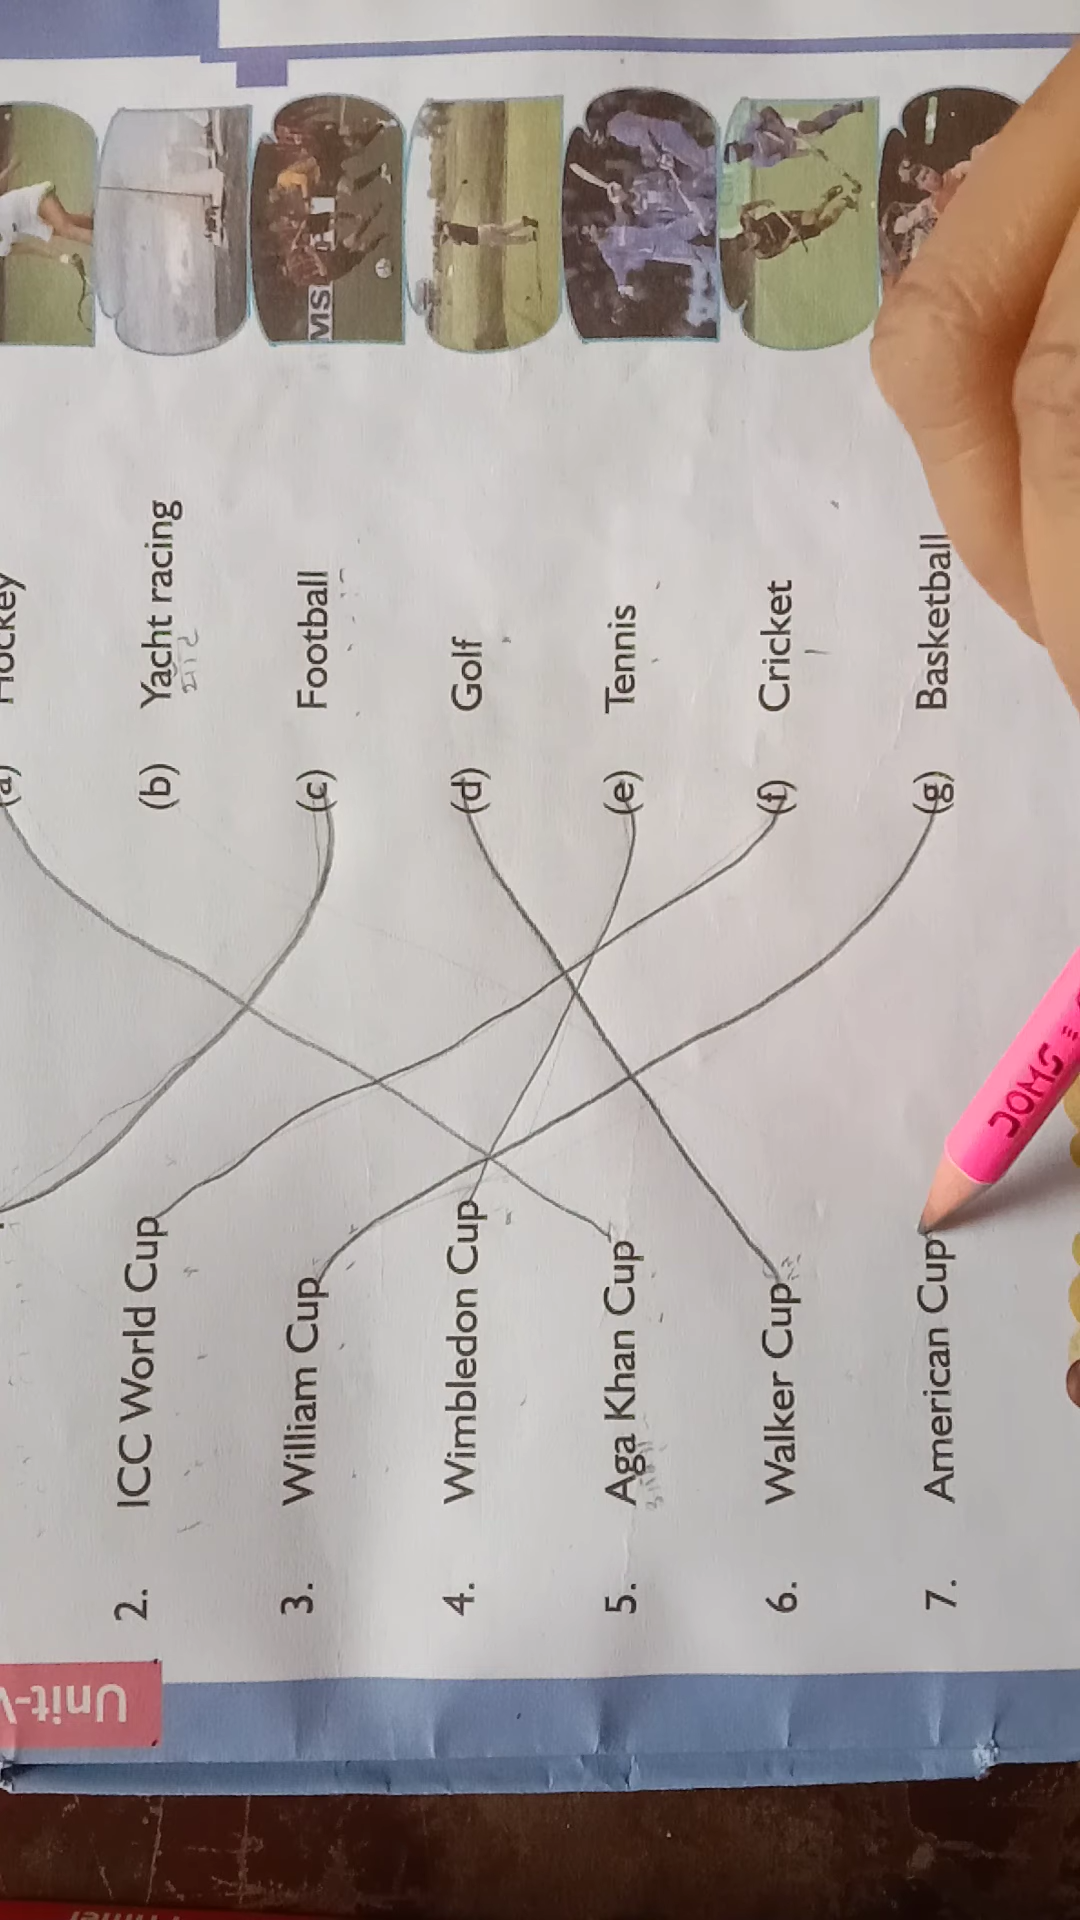 2. ICC World Cup (b) Yacht racing
3. William Cup (c) Football
4. Wimbledon Cup (d) Golf
5. Aga Khan Cup (e) Tennis
6. Walker Cup (f) Cricket
7. American Cup (g) Basketball
Unit-V
MS
DOMS